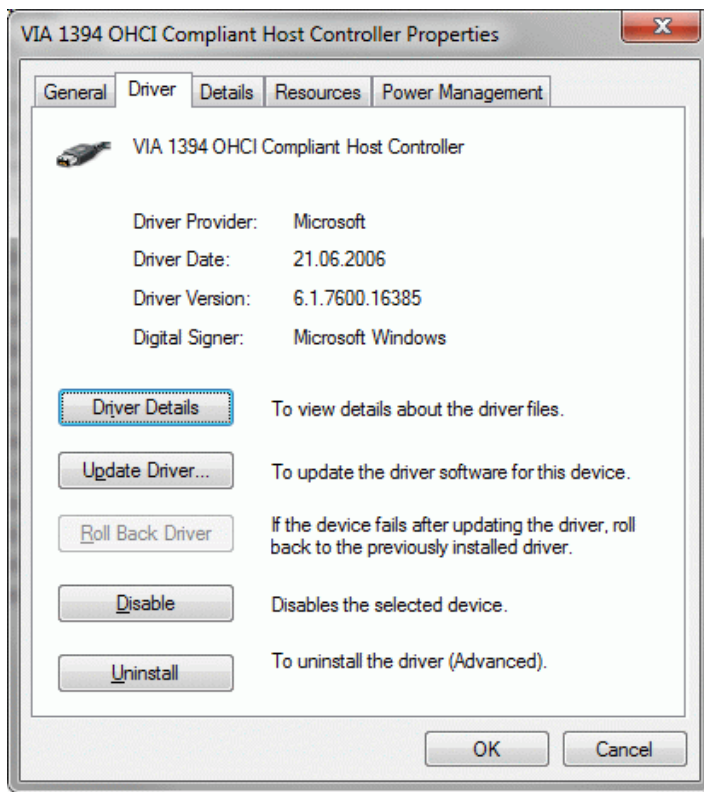 VIA 1394 OHCI Compliant Host Controller Properties
General Driver Details Resources Power Management
VIA 1394 OHCI Compliant Host Controller
Driver Provider: Microsoft
Driver Date: 21.06.2006
Driver Version: 6.1.7600.16385
Digital Signer: Microsoft Windows
Driver Details To view details about the driver files.
Update Driver... To update the driver software for this device.
Roll Back Driver If the device fails after updating the driver, roll
back to the previously installed driver.
Disable Disables the selected device.
Uninstall To uninstall the driver (Advanced).
OK Cancel